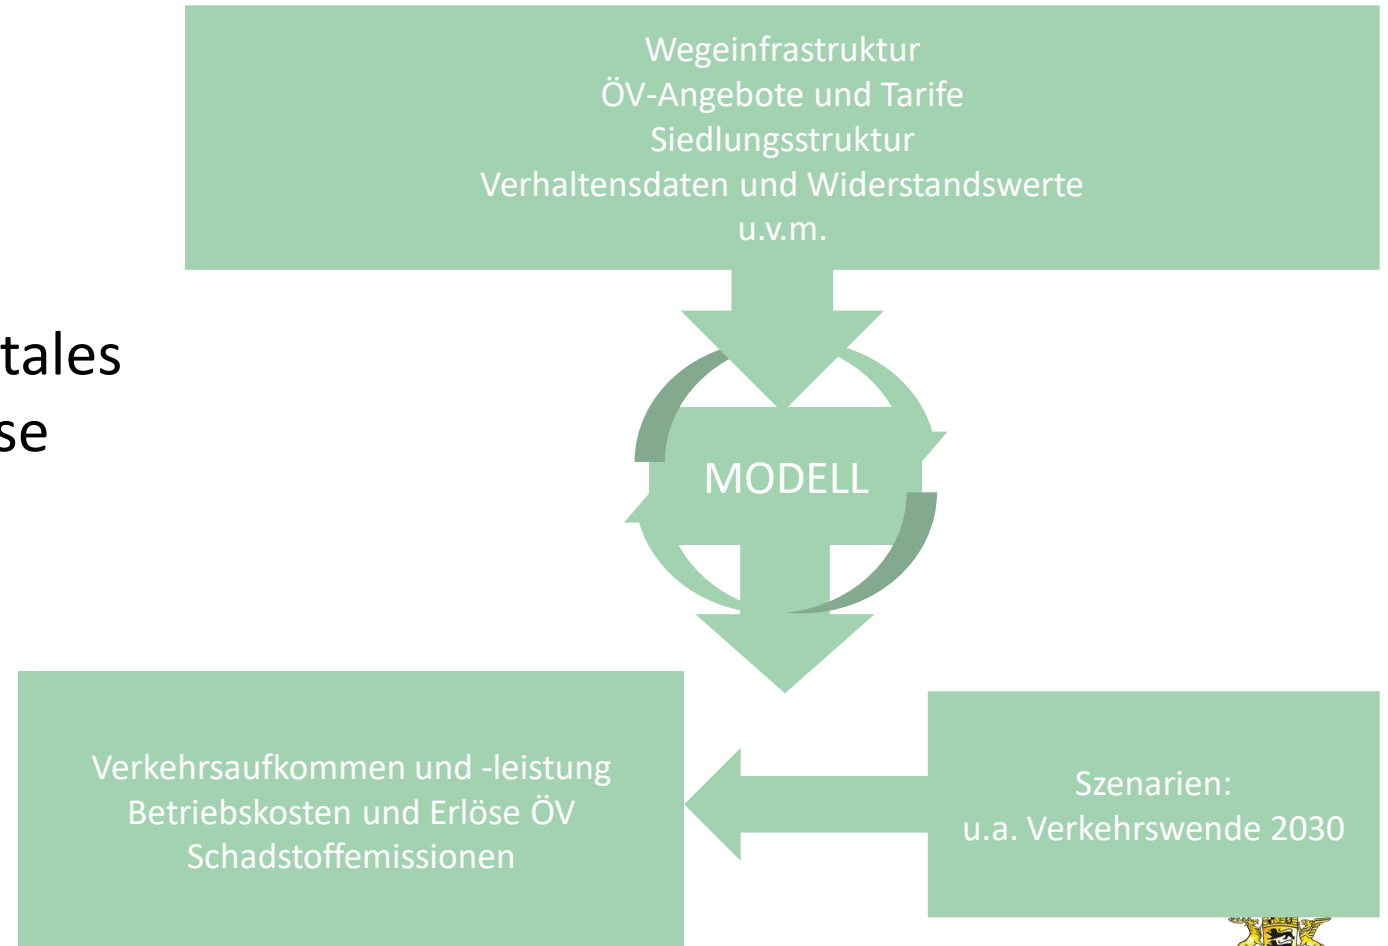 Wegeinfrastruktur
ÖV-Angebote und Tarife
Siedlungsstruktur
Verhaltensdaten und Widerstandswerte
u.v.m.
tales
se
MODELL
Verkehrsaufkommen und -leistung
Betriebskosten und Erlöse ÖV
Schadstoffemissionen
Szenarien:
u.a. Verkehrswende 2030